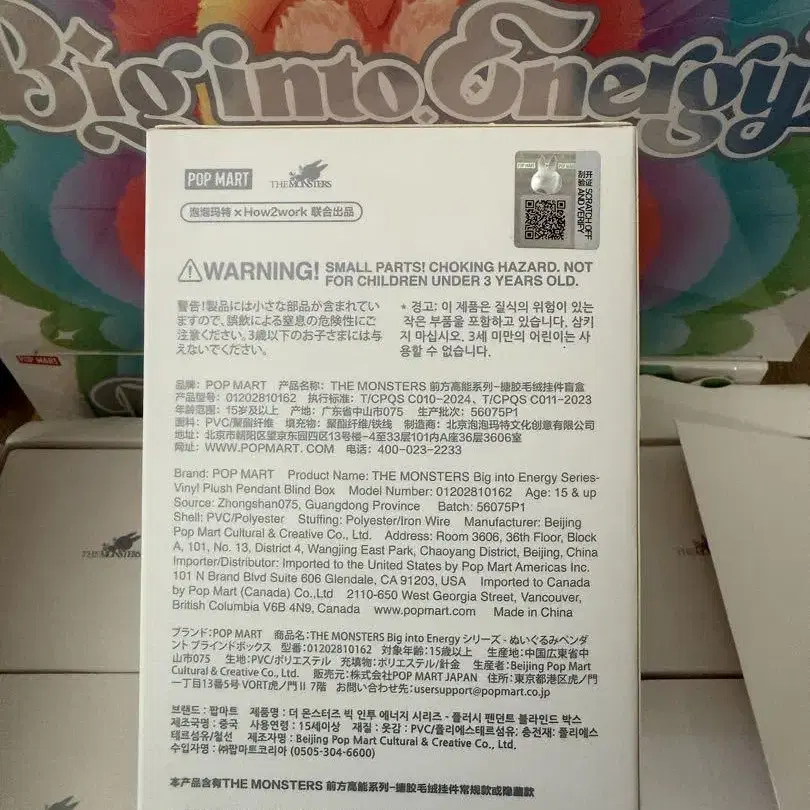 Big into Energy
POP MART
THE MONSTERS
泡泡玛特×How2work 联合出品
POP MART
POP MART
开证
刮验
SCRATCH OFF
AND VERIFY
⚠WARNING! SMALL PARTS! CHOKING HAZARD. NOT
FOR CHILDREN UNDER 3 YEARS OLD.
警告!製品には小さな部品が含まれてい
ますので、誤飲による窒息の危険性にご
注意ください。3歳以下のお子さまには与
えないでください。
* 경고: 이 제품은 질식의 위험이 있는
작은 부품을 포함하고 있습니다. 삼키
지 마십시오. 3세 미만의 어린이는 사
용할 수 없습니다.
品牌: POP MART 产品名称: THE MONSTERS 前方高能系列-搪胶毛绒挂件盲盒
产品型号: 01202810162 执行标准: T/CPQS C010-2024、T/CPQS C011-2023
年龄范围: 15岁及以上 产地: 广东省中山市075 生产批次: 56075P1
面料: PVC/聚酯纤维 填充物: 聚酯纤维/铁线 制造商: 北京泡泡玛特文化创意有限公司
地址: 北京市朝阳区望京东园四区13号楼-4至33层101内A座36层3606室
网址: WWW.POPMART.COM 电话: 400-023-2233
Brand: POP MART Product Name: THE MONSTERS Big into Energy Series-
Vinyl Plush Pendant Blind Box Model Number: 01202810162 Age: 15 & up
Source: Zhongshan075, Guangdong Province Batch: 56075P1
Shell: PVC/Polyester Stuffing: Polyester/Iron Wire Manufacturer: Beijing
Pop Mart Cultural & Creative Co., Ltd. Address: Room 3606, 36th Floor, Block
A, 101, No. 13, District 4, Wangjing East Park, Chaoyang District, Beijing, China
Importer/Distributor: Imported to the United States by Pop Mart Americas Inc.
101 N Brand Blvd Suite 606 Glendale, CA 91203, USA Imported to Canada
by Pop Mart (Canada) Co.,Ltd 2110-650 West Georgia Street, Vancouver,
British Columbia V6B 4N9, Canada www.popmart.com Made in China
ブランド:POP MART 商品名:THE MONSTERS Big into Energy シリーズ - ぬいぐるみペンダ
ント ブラインドボックス 型番:01202810162 対象年齢:15歳以上 生産地:中国広東省中
山市075 生地:PVC/ポリエステル 充填物:ポリエステル/針金 生産者:Beijing Pop Mart
Cultural & Creative Co., Ltd. 販売元:株式会社POP MART JAPAN 住所:東京都港区虎ノ門
一丁目13番5号 VORT虎ノ門Ⅱ 7階 お問い合わせ先:usersupport@popmart.co.jp
브랜드 : 팝마트 제품명 : 더 몬스터즈 빅 인투 에너지 시리즈 - 플러시 펜던트 블라인드 박스
제조국명 : 중국 사용연령 : 15세이상 재질 : 옷감 : PVC/플리에스테르섬유; 충전재: 플리에스
테르섬유/철선 제조자명 : Beijing Pop Mart Cultural & Creative Co., Ltd.
수입자명 : ㈜팝마트코리아 (0505-304-6600)
本产品含有THE MONSTERS 前方高能系列-搪胶毛绒挂件常规款或隐藏款
POP MART
THE MONSTERS